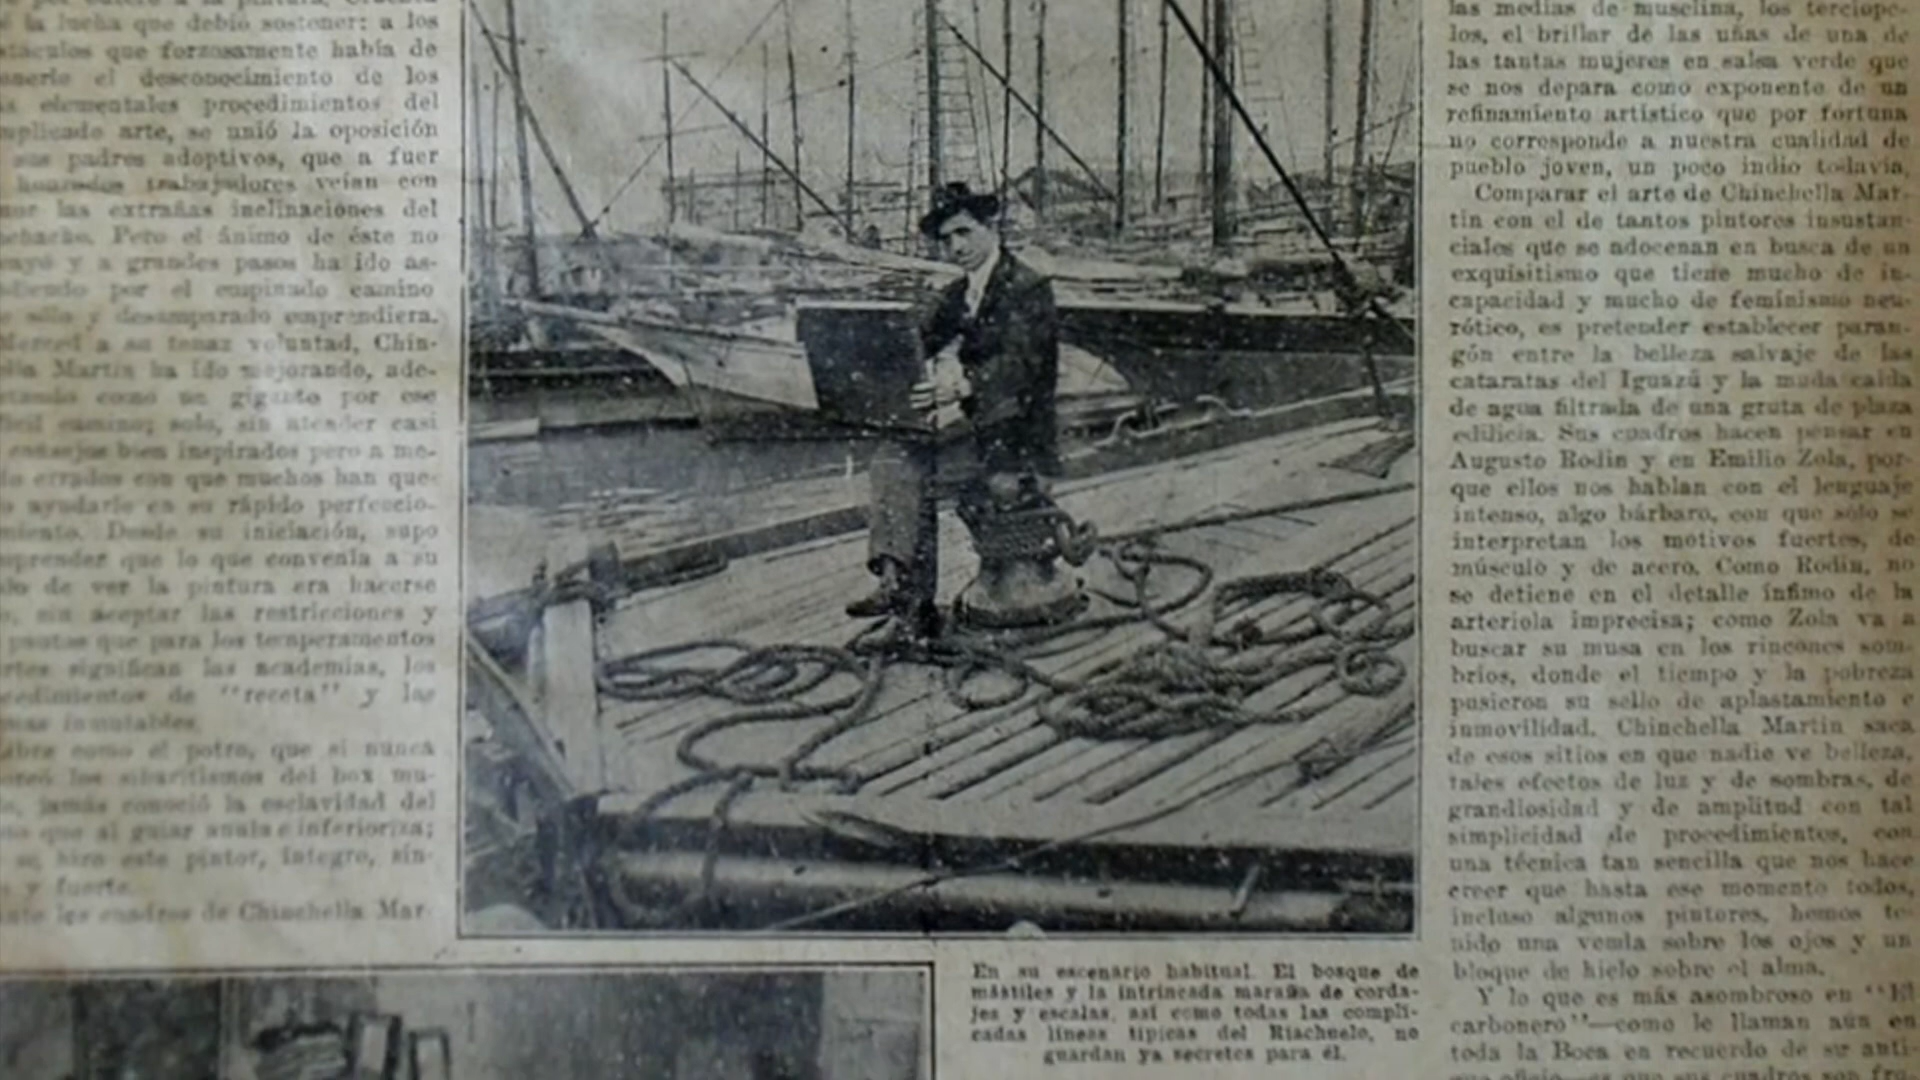 la lucha que debió sostener: a los
que forzosamente había de
el desconocimiento de los
elementales procedimientos del
arte, se unió la oposición
sus padres adoptivos, que a fuer
honrados trabajadores veían con
las extrañas inclinaciones del
Pero el ánimo de éste no
y a grandes pasos ha ido as-
por el empinado camino
sólo y desamparado emprendiera.
Merced a su tenaz voluntad, Chin-
Martín ha ido mejorando, ade-
como un gigante por ese
camino; solo, sin atender casi
consejos bien inspirados pero a me-
errados con que muchos han que-
ayudarle en su rápido perfeccio-
Desde su iniciación, supo
que lo que convenía a su
de ver la pintura era hacerse
sin aceptar las restricciones y
pautas que para los temperamentos
significan las academias, los
de "receta" y las
inmutables.
como el potro, que si nunca
los sibaritismos del box mu-
jamás conoció la esclavidad del
que al guiar anula e inferioriza;
se hizo este pintor, íntegro, sin-
y fuerte.
los cuadros de Chinchella Mar-
En su escenario habitual. El bosque de
mástiles y la intrincada maraña de corda-
jes y escalas, así como todas las compli-
cadas líneas típicas del Riachuelo, no
guardan ya secretos para él.
las medias de muselina, los terciope-
los, el brillar de las uñas de una de
las tantas mujeres en salsa verde que
se nos depara como exponente de un
refinamiento artístico que por fortuna
no corresponde a nuestra cualidad de
pueblo joven, un poco indio todavía.
Comparar el arte de Chinchella Mar-
tín con el de tantos pintores insustan-
ciales que se adocenan en busca de un
exquisitismo que tiene mucho de in-
capacidad y mucho de feminismo neu-
rótico, es pretender establecer paran-
gón entre la belleza salvaje de las
cataratas del Iguazú y la muda caída
de agua filtrada de una gruta de plaza
edilicia. Sus cuadros hacen pensar en
Augusto Rodin y en Emilio Zola, por-
que ellos nos hablan con el lenguaje
intenso, algo bárbaro, con que sólo se
interpretan los motivos fuertes, de
músculo y de acero. Como Rodin, no
se detiene en el detalle ínfimo de la
arteriola imprecisa; como Zola va a
buscar su musa en los rincones som-
bríos, donde el tiempo y la pobreza
pusieron su sello de aplastamiento e
inmovilidad. Chinchella Martín saca
de esos sitios en que nadie ve belleza,
tales efectos de luz y de sombras, de
grandiosidad y de amplitud con tal
simplicidad de procedimientos, con
una técnica tan sencilla que nos hace
creer que hasta ese momento todos,
incluso algunos pintores, hemos te-
nido una venda sobre los ojos y un
bloque de hielo sobre el alma.
Y lo que es más asombroso en "El
carbonero"—como le llaman aún en
toda la Boca en recuerdo de su anti-